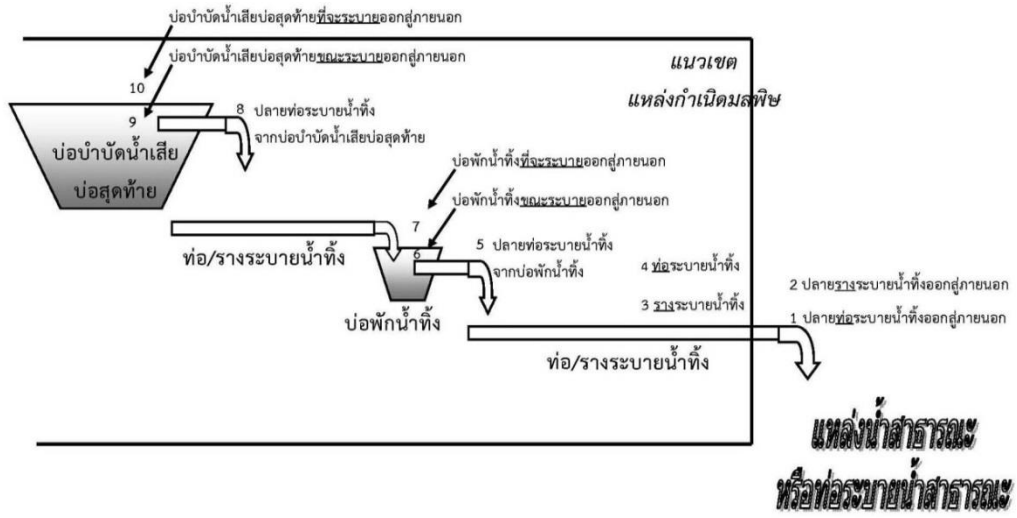 บ่อบำบัดน้ำเสียบ่อสุดท้ายที่จะระบายออกสู่ภายนอก
บ่อบำบัดน้ำเสียบ่อสุดท้ายขณะระบายออกสู่ภายนอก
แนวเขต
แหล่งกำเนิดมลพิษ
10
9
8 ปลายท่อระบายน้ำทิ้ง
จากบ่อบำบัดน้ำเสียบ่อสุดท้าย
บ่อบำบัดน้ำเสีย
บ่อสุดท้าย
บ่อพักน้ำทิ้งที่จะระบายออกสู่ภายนอก
บ่อพักน้ำทิ้งขณะระบายออกสู่ภายนอก
7
6
ท่อ/รางระบายน้ำทิ้ง
5 ปลายท่อระบายน้ำทิ้ง
จากบ่อพักน้ำทิ้ง
4 ท่อระบายน้ำทิ้ง
3 รางระบายน้ำทิ้ง
2 ปลายรางระบายน้ำทิ้งออกสู่ภายนอก
1 ปลายท่อระบายน้ำทิ้งออกสู่ภายนอก
บ่อพักน้ำทิ้ง
ท่อ/รางระบายน้ำทิ้ง
แหล่งน้ำสาธารณะ
หรือท่อระบายน้ำสาธารณะ